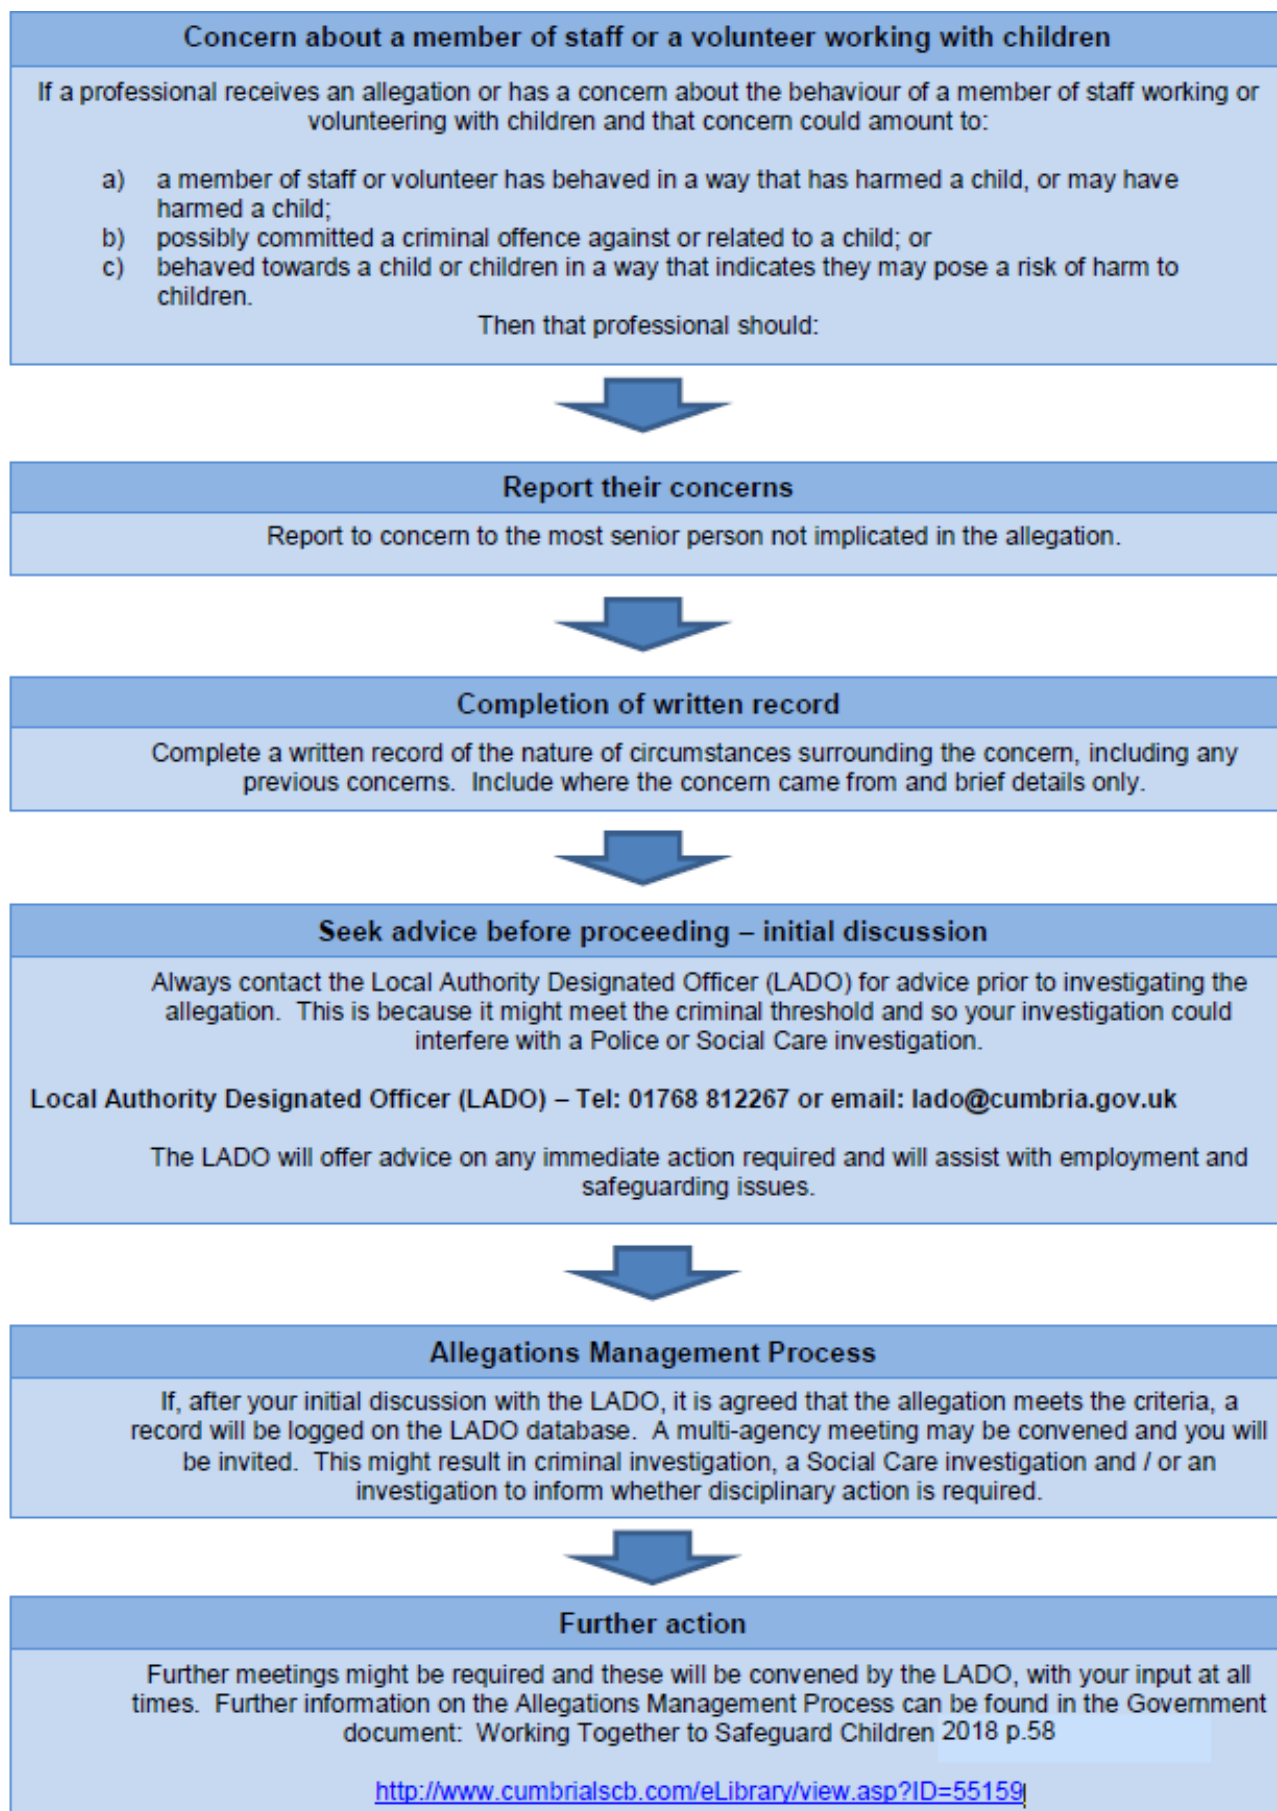 Concern about a member of staff or a volunteer working with children
If a professional receives an allegation or has a concern about the behaviour of a member of staff working or
volunteering with children and that concern could amount to:
a) a member of staff or volunteer has behaved in a way that has harmed a child, or may have
harmed a child;
b) possibly committed a criminal offence against or related to a child; or
c) behaved towards a child or children in a way that indicates they may pose a risk of harm to
children.
Then that professional should:
Report their concerns
Report to concern to the most senior person not implicated in the allegation.
Completion of written record
Complete a written record of the nature of circumstances surrounding the concern, including any
previous concerns. Include where the concern came from and brief details only.
Seek advice before proceeding – initial discussion
Always contact the Local Authority Designated Officer (LADO) for advice prior to investigating the
allegation. This is because it might meet the criminal threshold and so your investigation could
interfere with a Police or Social Care investigation.
Local Authority Designated Officer (LADO) – Tel: 01768 812267 or email: lado@cumbria.gov.uk
The LADO will offer advice on any immediate action required and will assist with employment and
safeguarding issues.
Allegations Management Process
If, after your initial discussion with the LADO, it is agreed that the allegation meets the criteria, a
record will be logged on the LADO database. A multi-agency meeting may be convened and you will
be invited. This might result in criminal investigation, a Social Care investigation and / or an
investigation to inform whether disciplinary action is required.
Further action
Further meetings might be required and these will be convened by the LADO, with your input at all
times. Further information on the Allegations Management Process can be found in the Government
document: Working Together to Safeguard Children 2018 p.58
http://www.cumbrialscb.com/eLibrary/view.asp?ID=55159